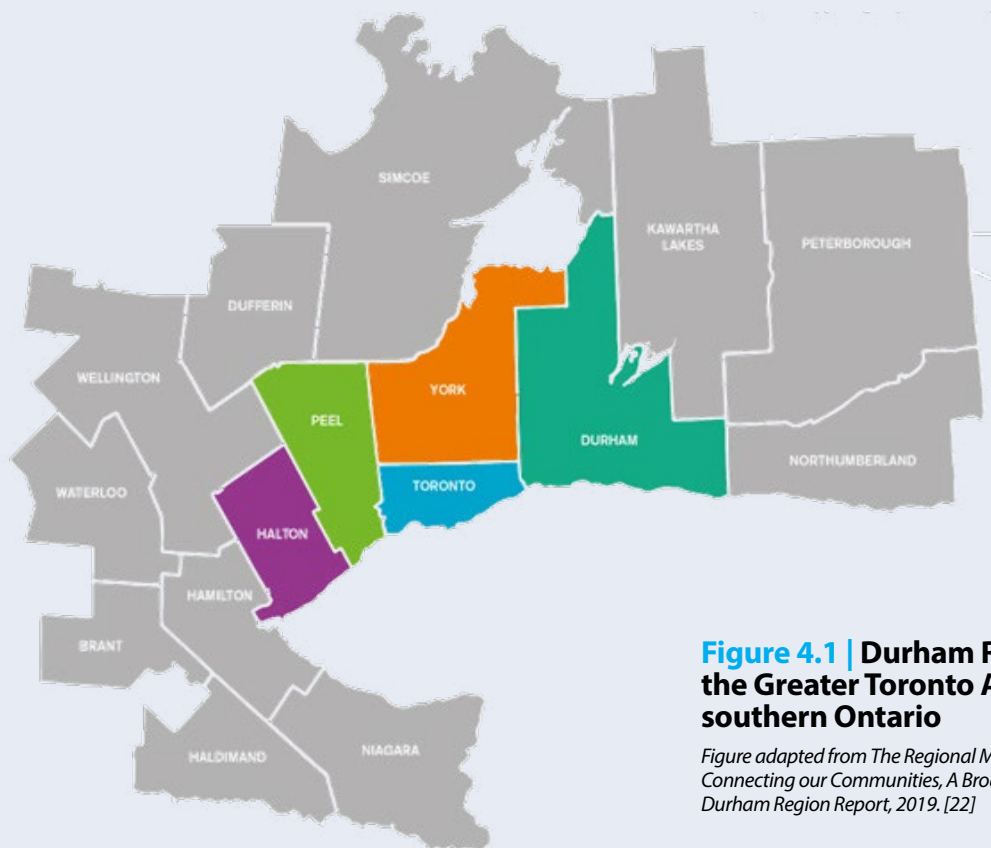 SIMCOE
KAWARTHA
LAKES
PETERBOROUGH
DUFFERIN
WELLINGTON
YORK
PEEL
DURHAM
NORTHUMBERLAND
WATERLOO
TORONTO
HALTON
HAMILTON
BRANT
HALDIMAND
NIAGARA
Figure 4.1 | Durham R
the Greater Toronto A
southern Ontario
Figure adapted from The Regional M
Connecting our Communities, A Broa
Durham Region Report, 2019. [22]